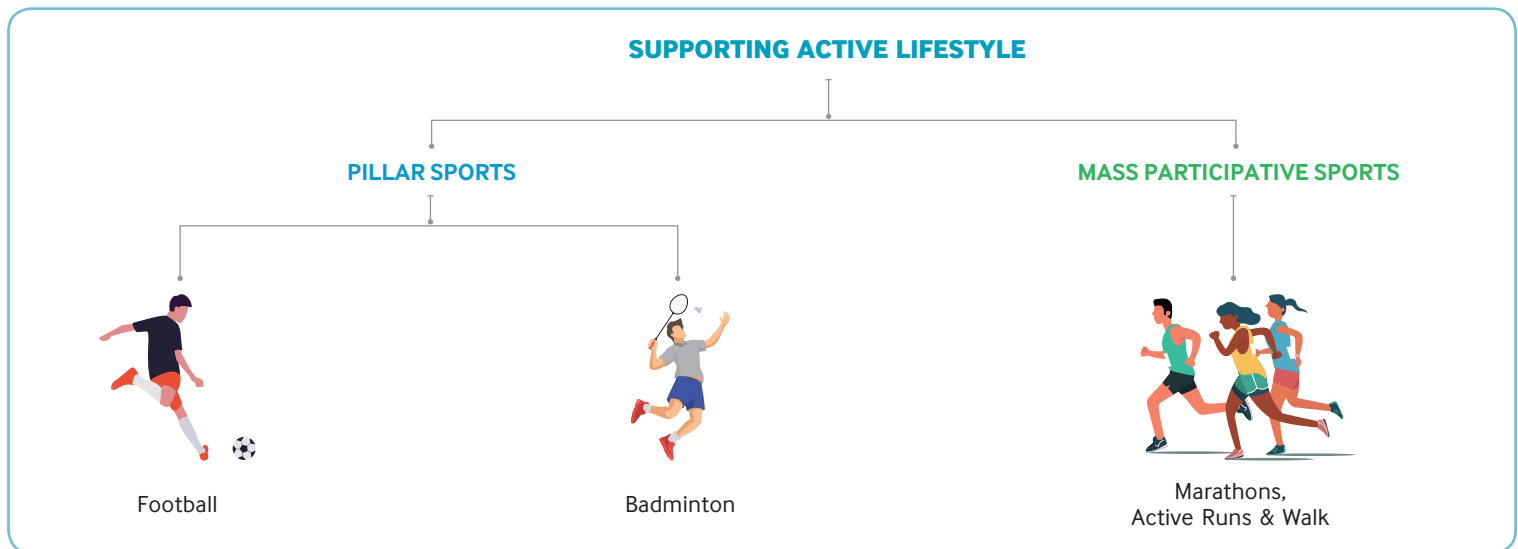 SUPPORTING ACTIVE LIFESTYLE
PILLAR SPORTS
MASS PARTICIPATIVE SPORTS
Football
Badminton
Marathons,
Active Runs & Walk